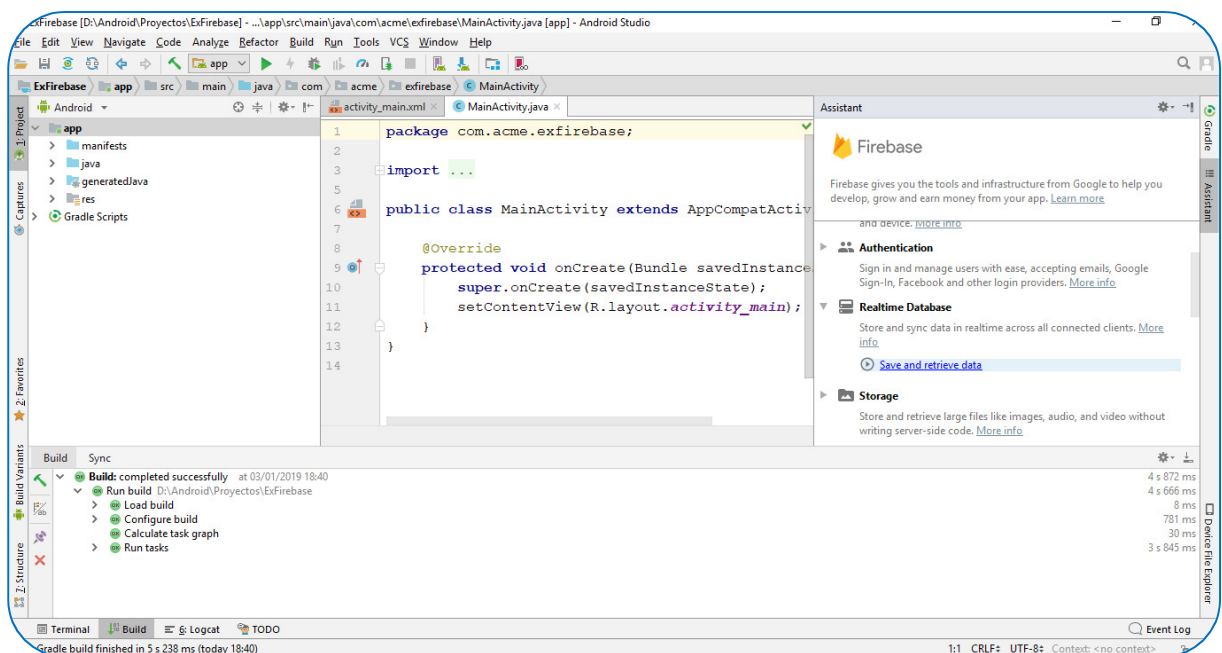 ExFirebase [D:\Android\Proyectos\ExFirebase] - ...\app\src\main\java\com\acme\exfirebase\MainActivity.java [app] - Android Studio
File Edit View Navigate Code Analyze Refactor Build Run Tools VCS Window Help
app
ExFirebase app src main java com acme exfirebase MainActivity
1: Project
Captures
2: Favorites
Build Variants
7: Structure
Android
app
manifests
java
generatedJava
res
Gradle Scripts
activity_main.xml MainActivity.java
1 package com.acme.exfirebase;
2
3 import ...
5
6 public class MainActivity extends AppCompatActiv
7
8 @Override
9 protected void onCreate(Bundle savedInstance
10 super.onCreate(savedInstanceState);
11 setContentView(R.layout.activity_main);
12 }
13 }
14
Assistant
Firebase
Firebase gives you the tools and infrastructure from Google to help you
develop, grow and earn money from your app. Learn more
and device. More info
Authentication
Sign in and manage users with ease, accepting emails, Google
Sign-In, Facebook and other login providers. More info
Realtime Database
Store and sync data in realtime across all connected clients. More
info
Save and retrieve data
Storage
Store and retrieve large files like images, audio, and video without
writing server-side code. More info
Gradle
Assistant
Device File Explorer
Build Sync
Build: completed successfully at 03/01/2019 18:40 4 s 872 ms
Run build D:\Android\Proyectos\ExFirebase 4 s 666 ms
Load build 8 ms
Configure build 781 ms
Calculate task graph 30 ms
Run tasks 3 s 845 ms
Terminal Build 6: Logcat TODO Event Log
Gradle build finished in 5 s 238 ms (today 18:40) 1:1 CRLF UTF-8 Context: <no context>